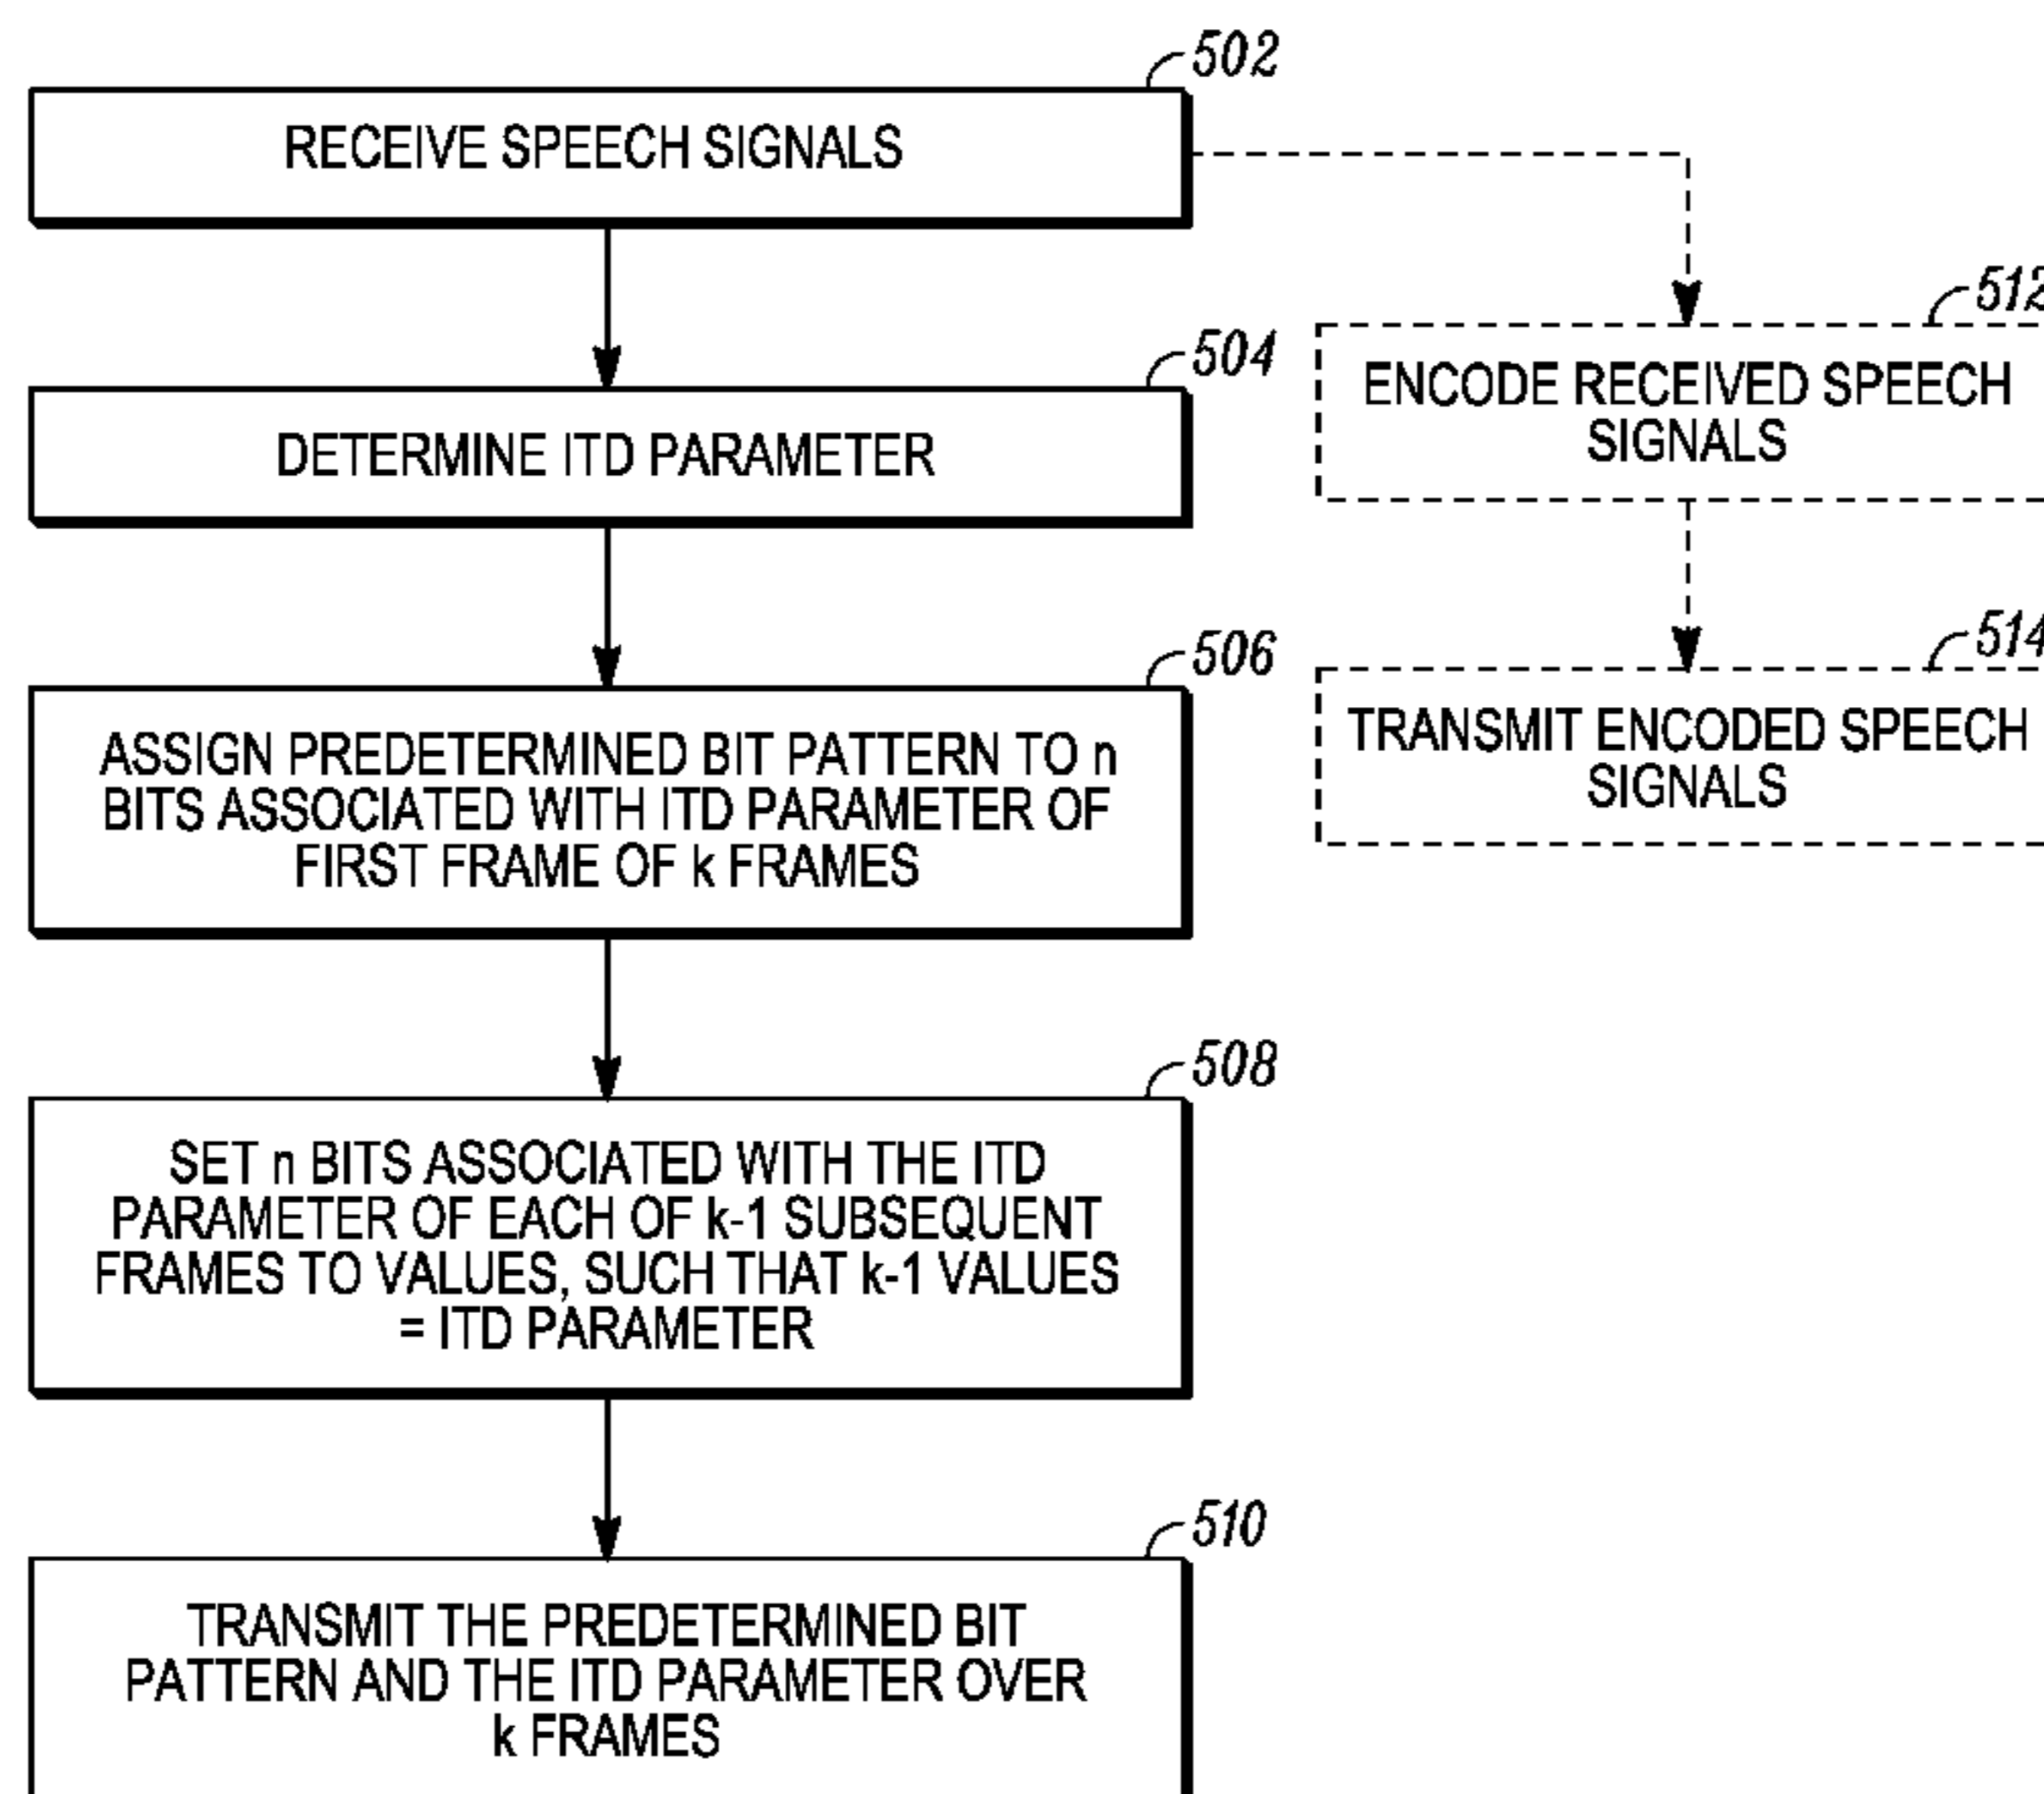 502
RECEIVE SPEECH SIGNALS
504
DETERMINE ITD PARAMETER
506
ASSIGN PREDETERMINED BIT PATTERN TO n
BITS ASSOCIATED WITH ITD PARAMETER OF
FIRST FRAME OF k FRAMES
508
SET n BITS ASSOCIATED WITH THE ITD
PARAMETER OF EACH OF k-1 SUBSEQUENT
FRAMES TO VALUES, SUCH THAT k-1 VALUES
= ITD PARAMETER
510
TRANSMIT THE PREDETERMINED BIT
PATTERN AND THE ITD PARAMETER OVER
k FRAMES
512
ENCODE RECEIVED SPEECH
SIGNALS
514
TRANSMIT ENCODED SPEECH
SIGNALS